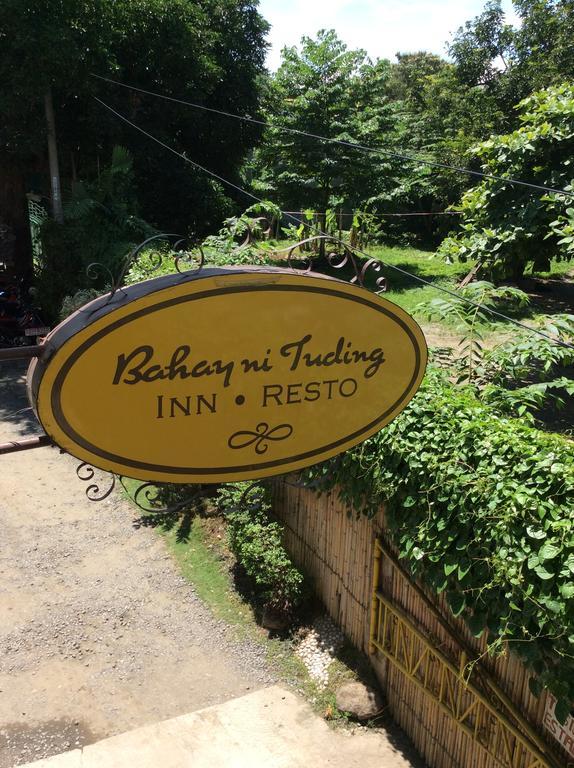 Bahay ni Tuding
INN • RESTO